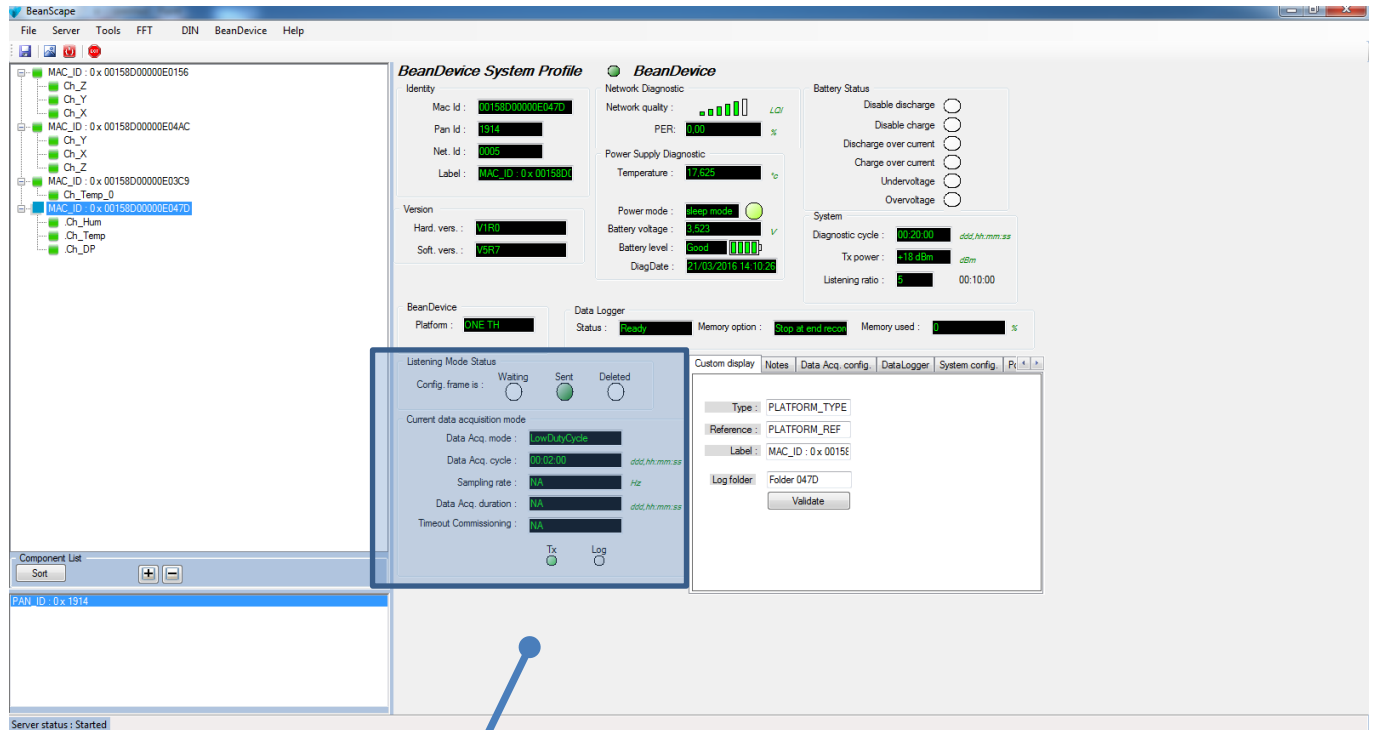 BeanScape
File Server Tools FFT DIN BeanDevice Help
MAC_ID : 0 x 00158D00000E0156
Ch_Z
Ch_Y
Ch_X
MAC_ID : 0 x 00158D00000E04AC
Ch_Y
Ch_X
Ch_Z
MAC_ID : 0 x 00158D00000E03C9
Ch_Temp_0
MAC_ID : 0 x 00158D00000E047D
.Ch_Hum
.Ch_Temp
.Ch_DP
Component List
Sort
PAN_ID : 0 x 1914
Server status : Started
BeanDevice System Profile BeanDevice
Identity
Mac Id : 00158D00000E047D
Pan Id : 1914
Net. Id : 0005
Label : MAC_ID : 0 x 00158D0
Version
Hard. vers. : V1R0
Soft. vers. : V5R7
Network Diagnostic
Network quality : LQI
PER: 0.00 %
Power Supply Diagnostic
Temperature : 17,625 °c
Power mode : sleep mode
Battery voltage : 3,523 V
Battery level : Good
DiagDate : 21/03/2016 14:10:26
Battery Status
Disable discharge
Disable charge
Discharge over current
Charge over current
Undervoltage
Overvoltage
System
Diagnostic cycle : 00:20:00 ddd,hh:mm:ss
Tx power : +18 dBm dBm
Listening ratio : 5 00:10:00
BeanDevice
Platform : ONE TH
Data Logger
Status : Ready Memory option : Stop at end recor Memory used : 0 %
Listening Mode Status
Config. frame is : Waiting Sent Deleted
Current data acquisition mode
Data Acq. mode : LowDutyCycle
Data Acq. cycle : 00:02:00 ddd,hh:mm:ss
Sampling rate : NA Hz
Data Acq. duration : NA ddd,hh:mm:ss
Timeout Commissioning : NA
Tx Log
Custom display Notes Data Acq. config. DataLogger System config.
Type : PLATFORM_TYPE
Reference : PLATFORM_REF
Label : MAC_ID : 0 x 00158
Log folder Folder 047D
Validate